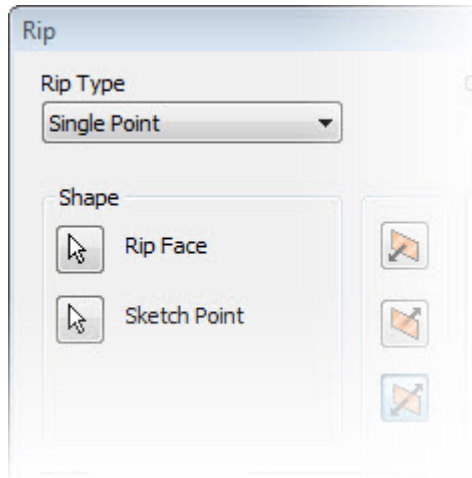 Rip
Rip Type
Single Point
Shape
Rip Face
Sketch Point